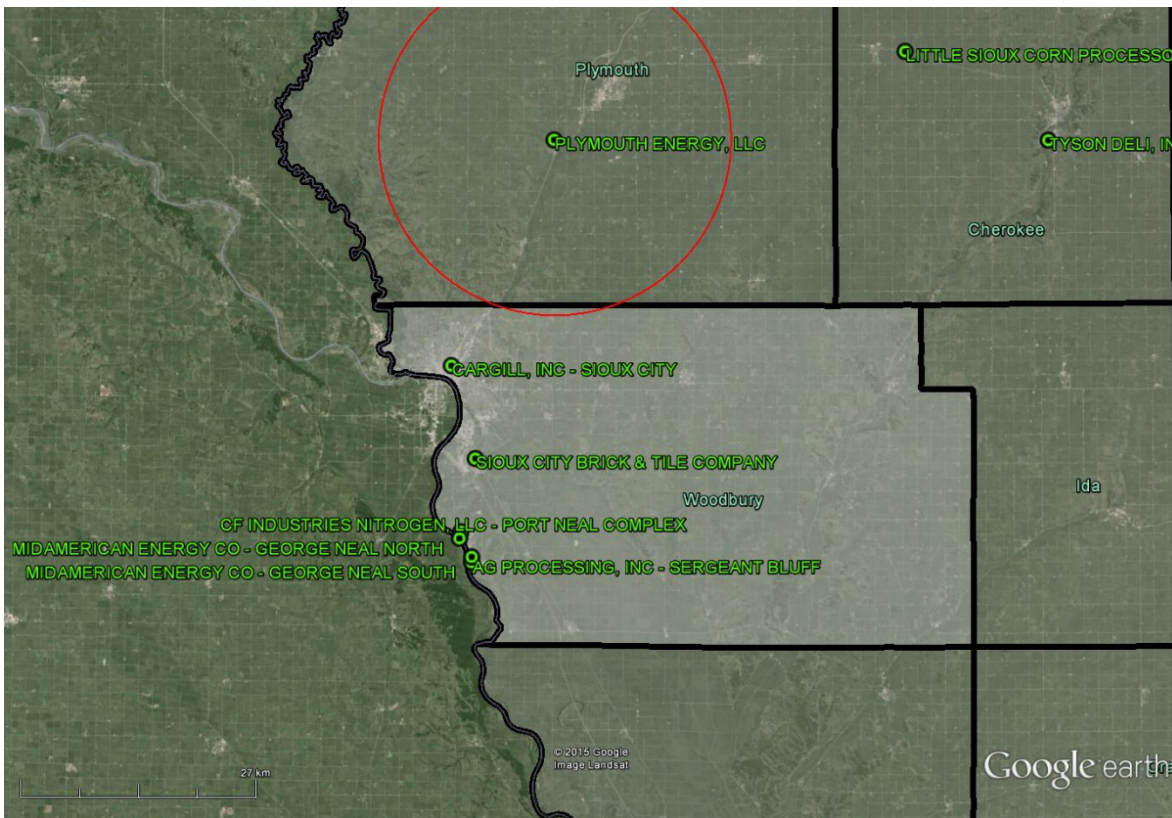 LITTLE SIOUX CORN PROCESSO
Plymouth
PLYMOUTH ENERGY, LLC
TYSON DELI, IN
Cherokee
CARGILL, INC - SIOUX CITY
SIOUX CITY BRICK & TILE COMPANY
Ida
Woodbury
CF INDUSTRIES NITROGEN, LLC - PORT NEAL COMPLEX
MIDAMERICAN ENERGY CO - GEORGE NEAL NORTH
AG PROCESSING, INC - SERGEANT BLUFF
MIDAMERICAN ENERGY CO - GEORGE NEAL SOUTH
© 2015 Google
Image Landsat
27 km
Google earth